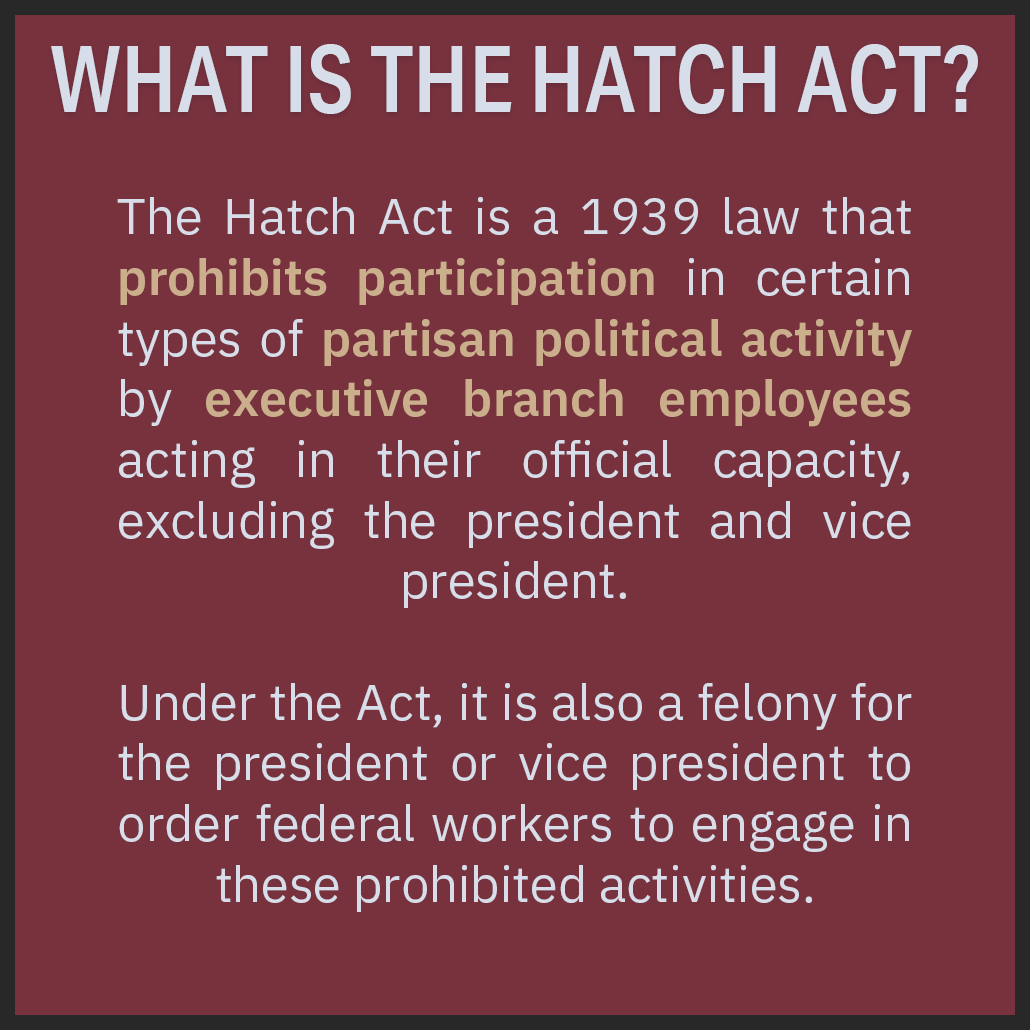 WHAT IS THE HATCH ACT?
The Hatch Act is a 1939 law that
prohibits participation in certain
types of partisan political activity
by executive branch employees
acting in their official capacity,
excluding the president and vice
president.
Under the Act, it is also a felony for
the president or vice president to
order federal workers to engage in
these prohibited activities.